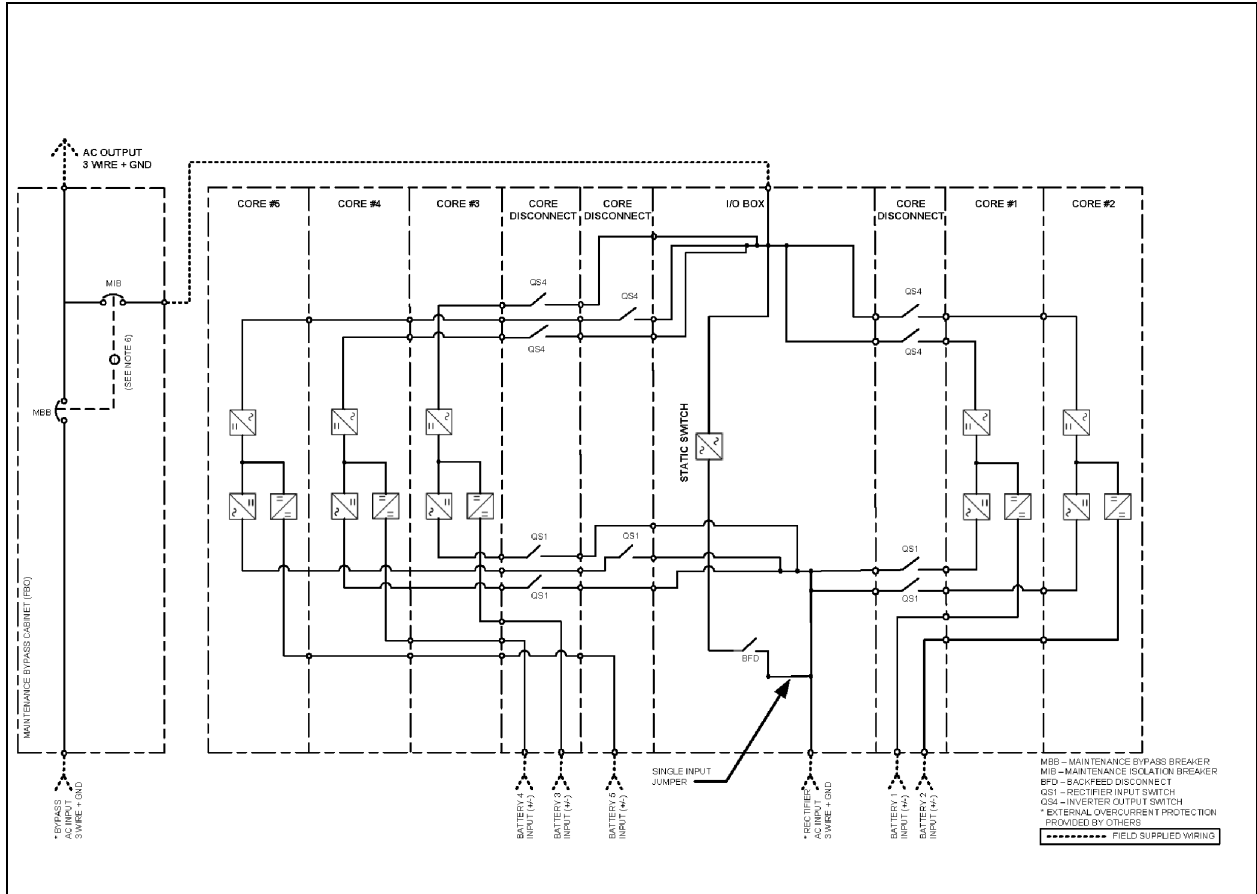 AC OUTPUT
3 WIRE + GND
CORE #5
CORE #4
CORE #3
CORE
DISCONNECT
CORE
DISCONNECT
I/O BOX
CORE
DISCONNECT
CORE #1
CORE #2
MIB
(SEE NOTE 6)
MBB
QS4
QS4
QS4
QS4
QS4
STATIC SWITCH
QS1
QS1
QS1
QS1
QS1
BFD
MAINTENANCE BYPASS CABINET (FBO)
SINGLE INPUT
JUMPER
* BYPASS
AC INPUT
3 WIRE + GND
BATTERY 4
INPUT (+/-)
BATTERY 3
INPUT (+/-)
BATTERY 5
INPUT (+/-)
* RECTIFIER
AC INPUT
3 WIRE + GND
BATTERY 1
INPUT (+/-)
BATTERY 2
INPUT (+/-)
MBB – MAINTENANCE BYPASS BREAKER
MIB – MAINTENANCE ISOLATION BREAKER
BFD – BACKFEED DISCONNECT
QS1 – RECTIFIER INPUT SWITCH
QS4 – INVERTER OUTPUT SWITCH
* EXTERNAL OVERCURRENT PROTECTION
PROVIDED BY OTHERS
FIELD SUPPLIED WIRING